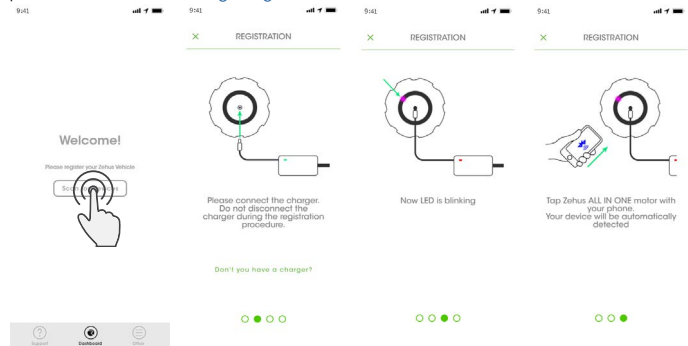 9:41
Welcome!
Please register your Zehus Vehicle
Support
Dashboard
Other
9:41
REGISTRATION
Please connect the charger.
Do not disconnect the
charger during the registration
procedure.
Don't you have a charger?
9:41
REGISTRATION
Now LED is blinking
9:41
REGISTRATION
Tap Zehus ALL IN ONE motor with
your phone.
Your device will be automatically
detected